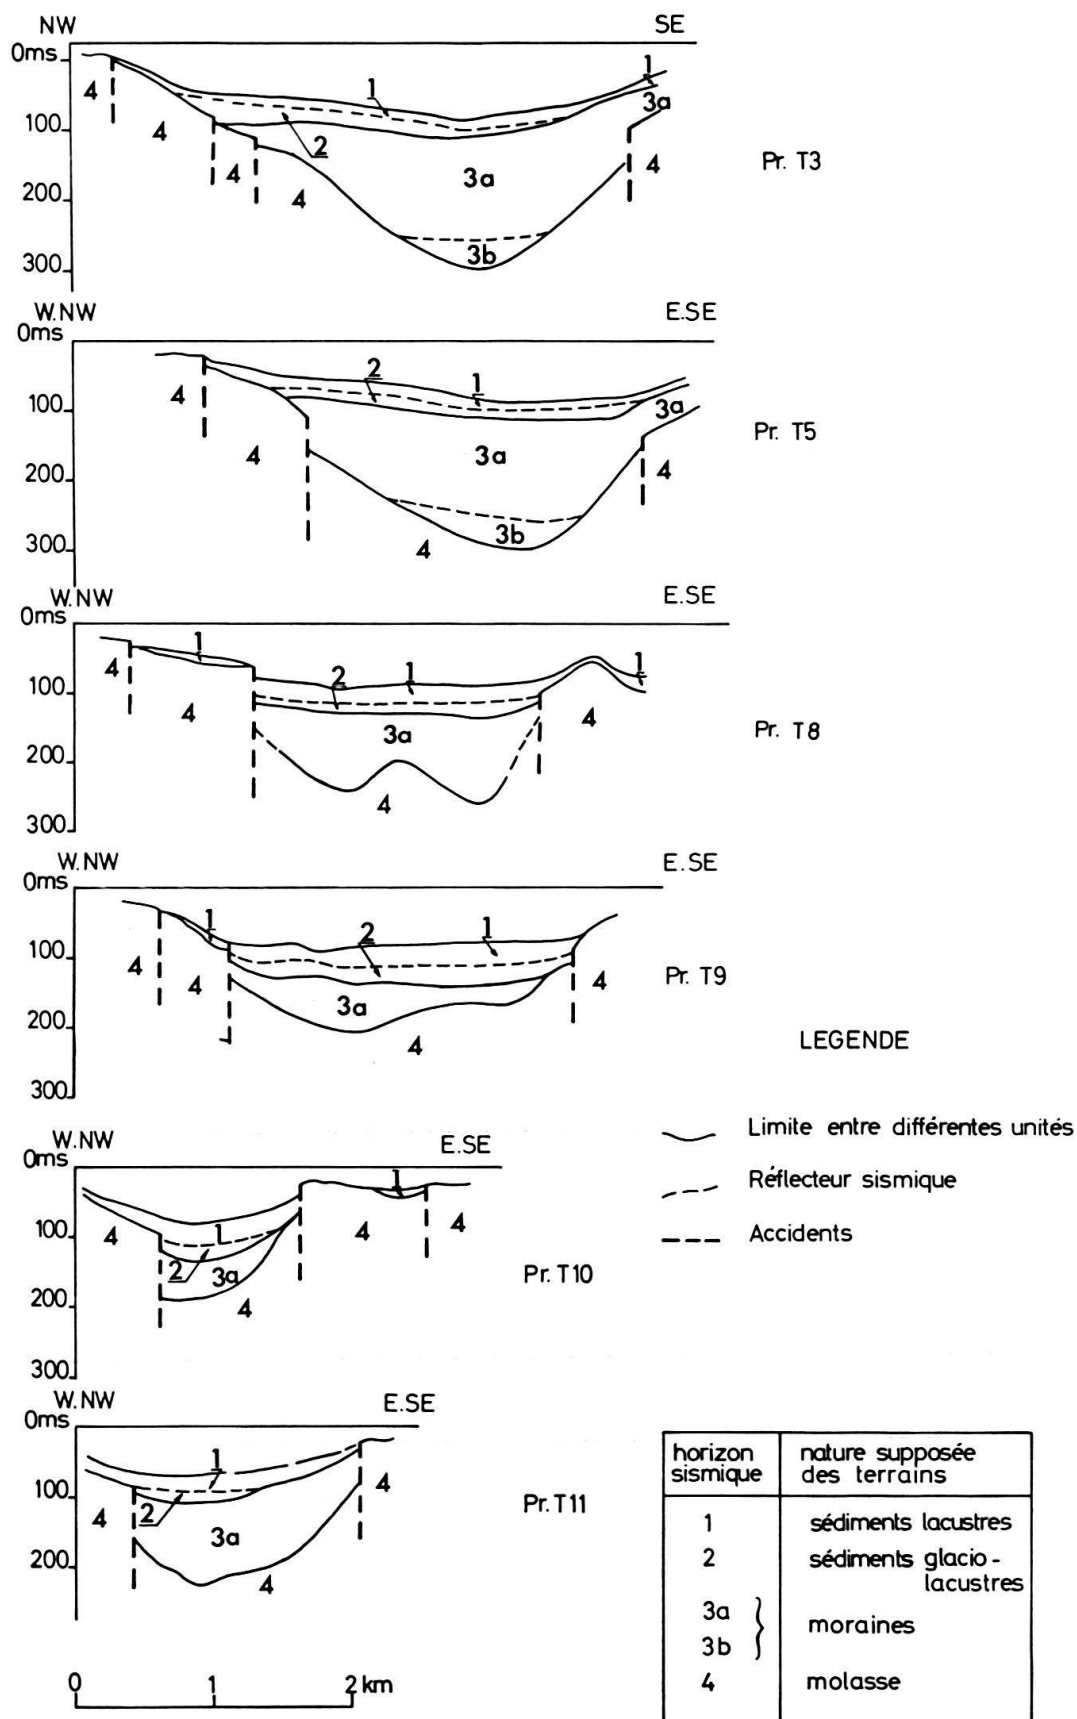 NW SE
0ms
100
200
300
4 4 4 4 1 2 3a 3b 1 3a 4
Pr. T3
W.NW E.SE
0ms
100
200
300
4 4 2 1 3a 3b 4 3a 4
Pr. T5
W.NW E.SE
0ms
100
200
300
4 1 4 2 1 3a 4 4 1
Pr. T8
W.NW E.SE
0ms
100
200
300
4 1 4 2 1 3a 4 4
Pr. T9
W.NW E.SE
0ms
100
200
300
4 1 2 3a 4 1 4 4
Pr. T10
W.NW E.SE
0ms
100
200
4 1 2 3a 4 4
Pr. T11
0 1 2 km
LEGENDE
Limite entre différentes unités
Réflecteur sismique
Accidents
horizon sismique
nature supposée des terrains
1 sédiments lacustres
2 sédiments glacio-
lacustres
3a
moraines
3b
4 molasse